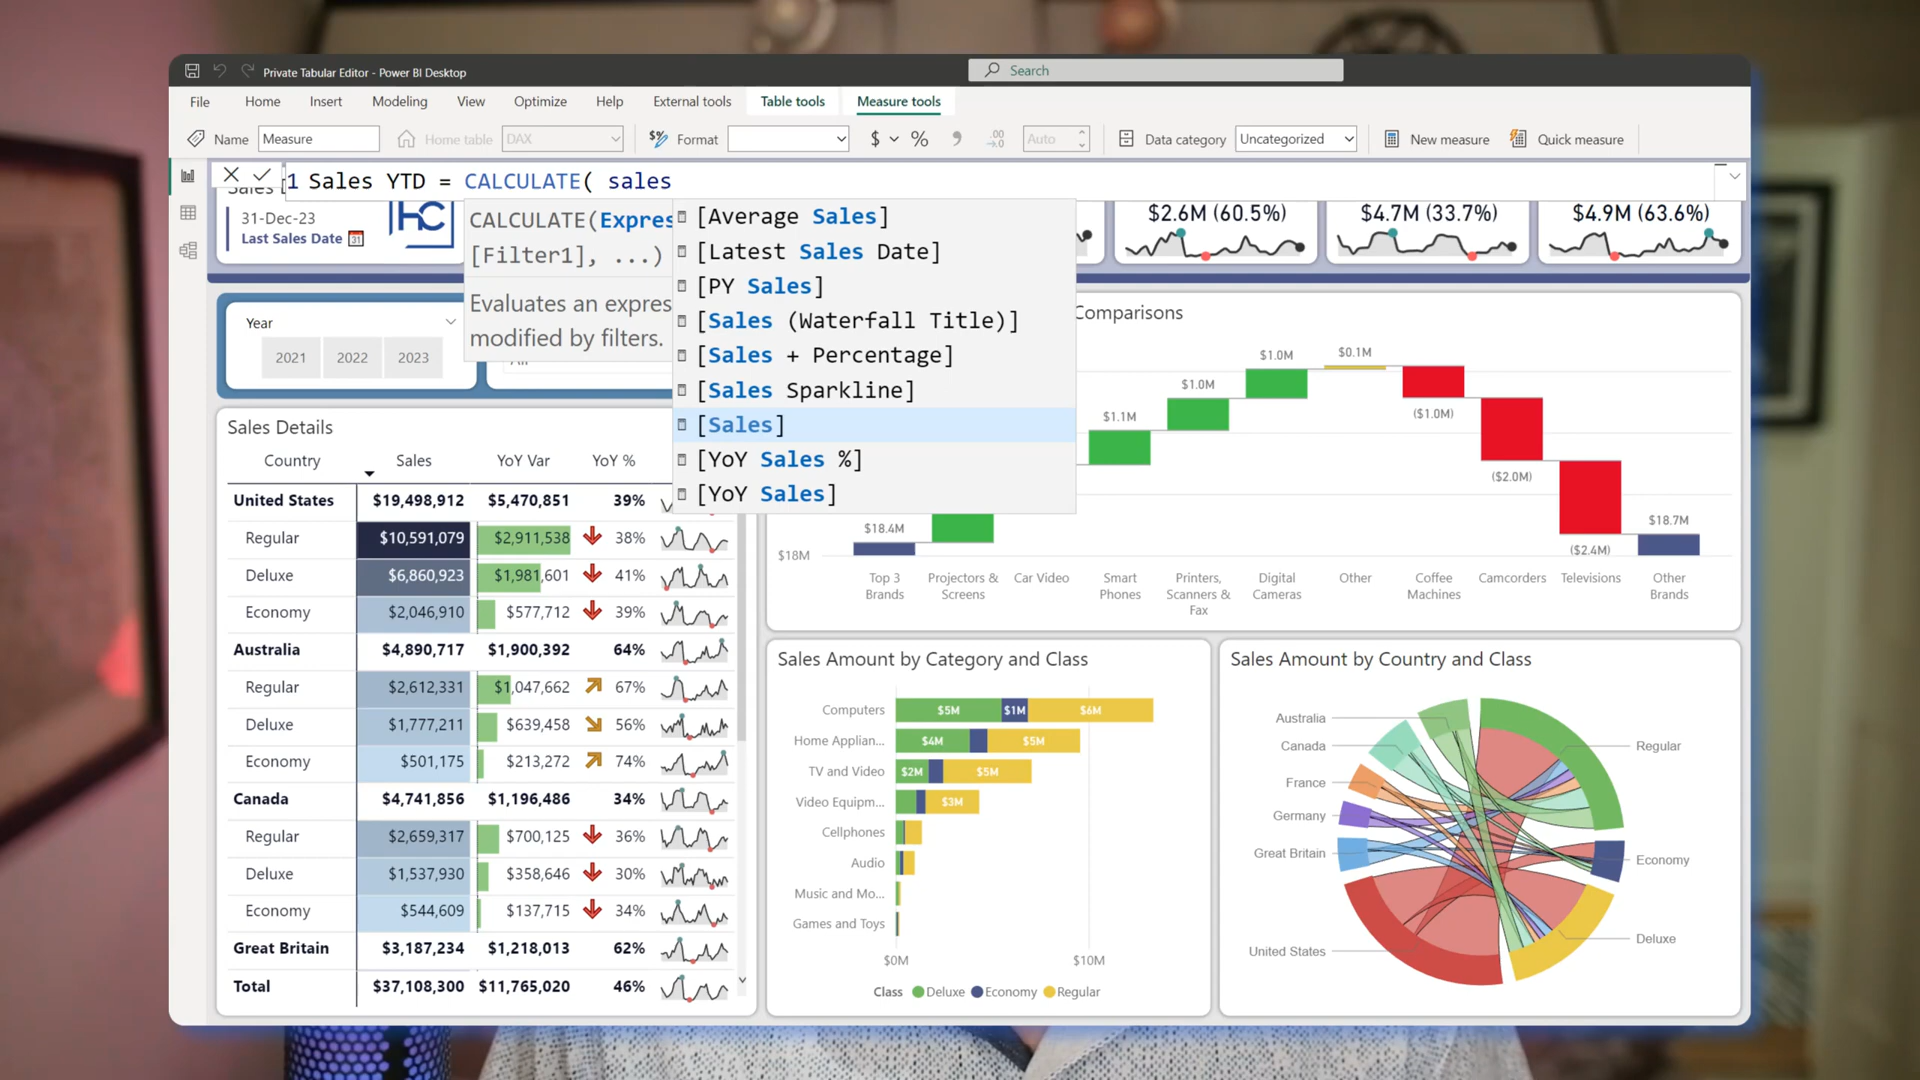 Private Tabular Editor - Power BI Desktop
Search
File Home Insert Modeling View Optimize Help External tools Table tools Measure tools
Name Measure Home table DAX Format $ % Auto Data category Uncategorized New measure Quick measure
1 Sales YTD = CALCULATE( sales
Sales
31-Dec-23
Last Sales Date 31
hc
CALCULATE(Expres
[Filter1], ...)
Evaluates an expres
modified by filters.
[Average Sales]
[Latest Sales Date]
[PY Sales]
[Sales (Waterfall Title)]
[Sales + Percentage]
[Sales Sparkline]
[Sales]
[YoY Sales %]
[YoY Sales]
$2.6M (60.5%) $4.7M (33.7%) $4.9M (63.6%)
Year
2021 2022 2023
Sales Details
Country Sales YoY Var YoY %
United States $19,498,912 $5,470,851 39%
Regular $10,591,079 $2,911,538 38%
Deluxe $6,860,923 $1,981,601 41%
Economy $2,046,910 $577,712 39%
Australia $4,890,717 $1,900,392 64%
Regular $2,612,331 $1,047,662 67%
Deluxe $1,777,211 $639,458 56%
Economy $501,175 $213,272 74%
Canada $4,741,856 $1,196,486 34%
Regular $2,659,317 $700,125 36%
Deluxe $1,537,930 $358,646 30%
Economy $544,609 $137,715 34%
Great Britain $3,187,234 $1,218,013 62%
Total $37,108,300 $11,765,020 46%
Comparisons
$18M
$18.4M
$1.1M
$1.0M
$1.0M
$0.1M
($1.0M)
($2.0M)
($2.4M)
$18.7M
Top 3
Brands
Projectors &
Screens
Car Video
Smart
Phones
Printers,
Scanners &
Fax
Digital
Cameras
Other
Coffee
Machines
Camcorders
Televisions
Other
Brands
Sales Amount by Category and Class
Computers $5M $1M $6M
Home Applian... $4M $5M
TV and Video $2M $5M
Video Equipm... $3M
Cellphones
Audio
Music and Mo...
Games and Toys
$0M $10M
Class Deluxe Economy Regular
Sales Amount by Country and Class
Australia
Canada
France
Germany
Great Britain
United States
Regular
Economy
Deluxe